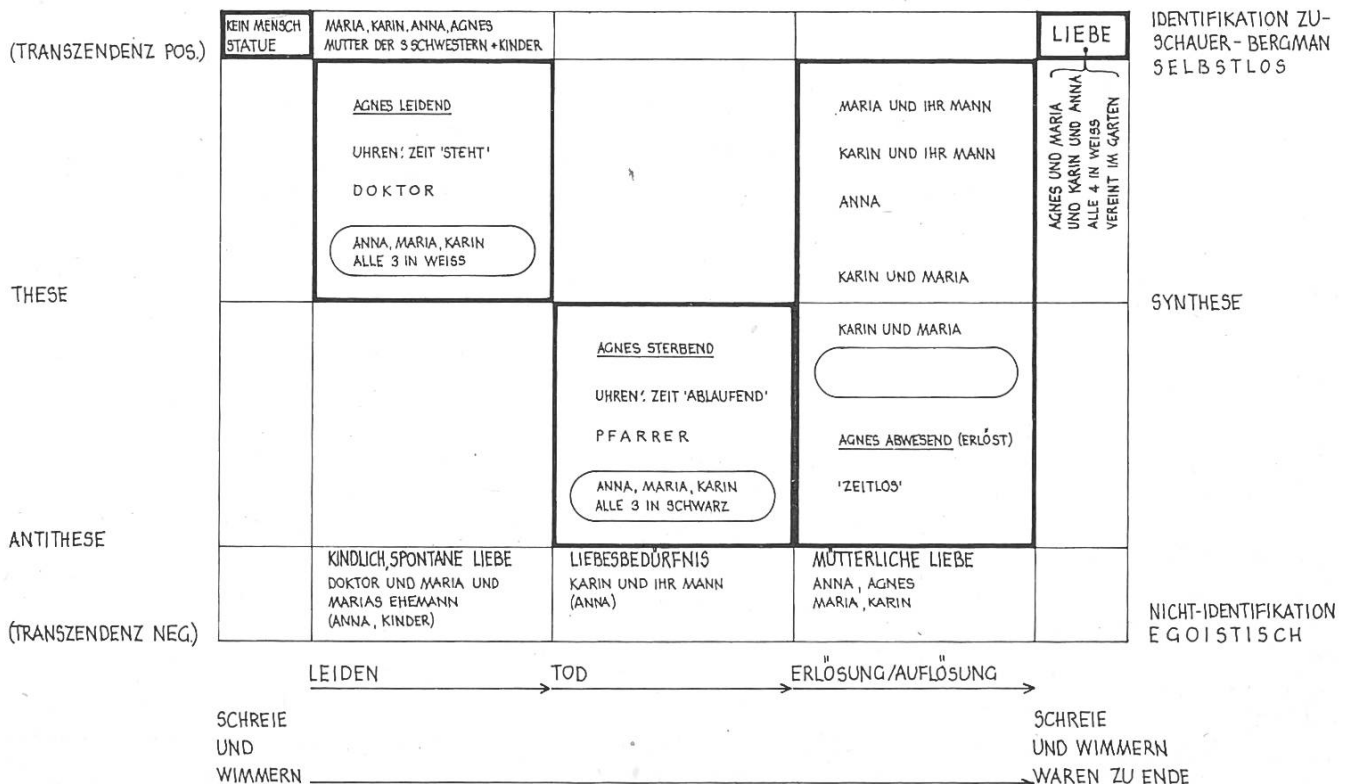 (TRANSZENDENZ POS.)
KEIN MENSCH
STATUE
MARIA, KARIN, ANNA, AGNES
MUTTER DER 3 SCHWESTERN + KINDER
LIEBE
IDENTIFIKATION ZU-
SCHAUER-BERGMAN
SELBSTLOS
AGNES LEIDEND
UHREN: ZEIT 'STEHT'
DOKTOR
ANNA, MARIA, KARIN
ALLE 3 IN WEISS
MARIA UND IHR MANN
KARIN UND IHR MANN
ANNA
KARIN UND MARIA
AGNES UND MARIA
UND KARIN UND ANNA
ALLE 4 IN WEISS
VEREINT IM GARTEN
THESE
SYNTHESE
AGNES STERBEND
UHREN: ZEIT 'ABLAUFEND'
PFARRER
ANNA, MARIA, KARIN
ALLE 3 IN SCHWARZ
KARIN UND MARIA
AGNES ABWESEND (ERLÖST)
'ZEITLOS'
ANTITHESE
KINDLICH, SPONTANE LIEBE
DOKTOR UND MARIA UND
MARIAS EHEMANN
(ANNA, KINDER)
LIEBESBEDÜRFNIS
KARIN UND IHR MANN
(ANNA)
MÜTTERLICHE LIEBE
ANNA, AGNES
MARIA, KARIN
(TRANSZENDENZ NEG.)
NICHT-IDENTIFIKATION
EGOISTISCH
LEIDEN
TOD
ERLÖSUNG/AUFLÖSUNG
SCHREIE
UND
WIMMERN
SCHREIE
UND WIMMERN
WAREN ZU ENDE